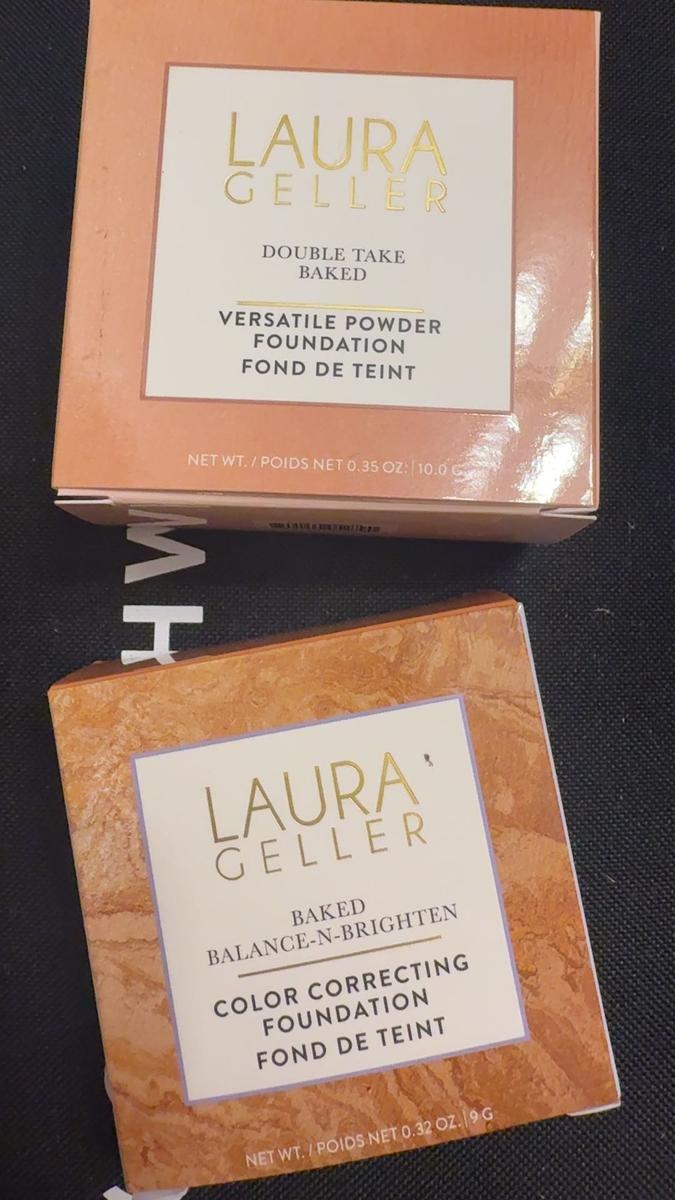 LAURA
GELLER
DOUBLE TAKE
BAKED
VERSATILE POWDER
FOUNDATION
FOND DE TEINT
NET WT. / POIDS NET 0.35 OZ. | 10.0 G
LAURA
GELLER
BAKED
BALANCE-N-BRIGHTEN
COLOR CORRECTING
FOUNDATION
FOND DE TEINT
NET WT. / POIDS NET 0.32 OZ. | 9 G